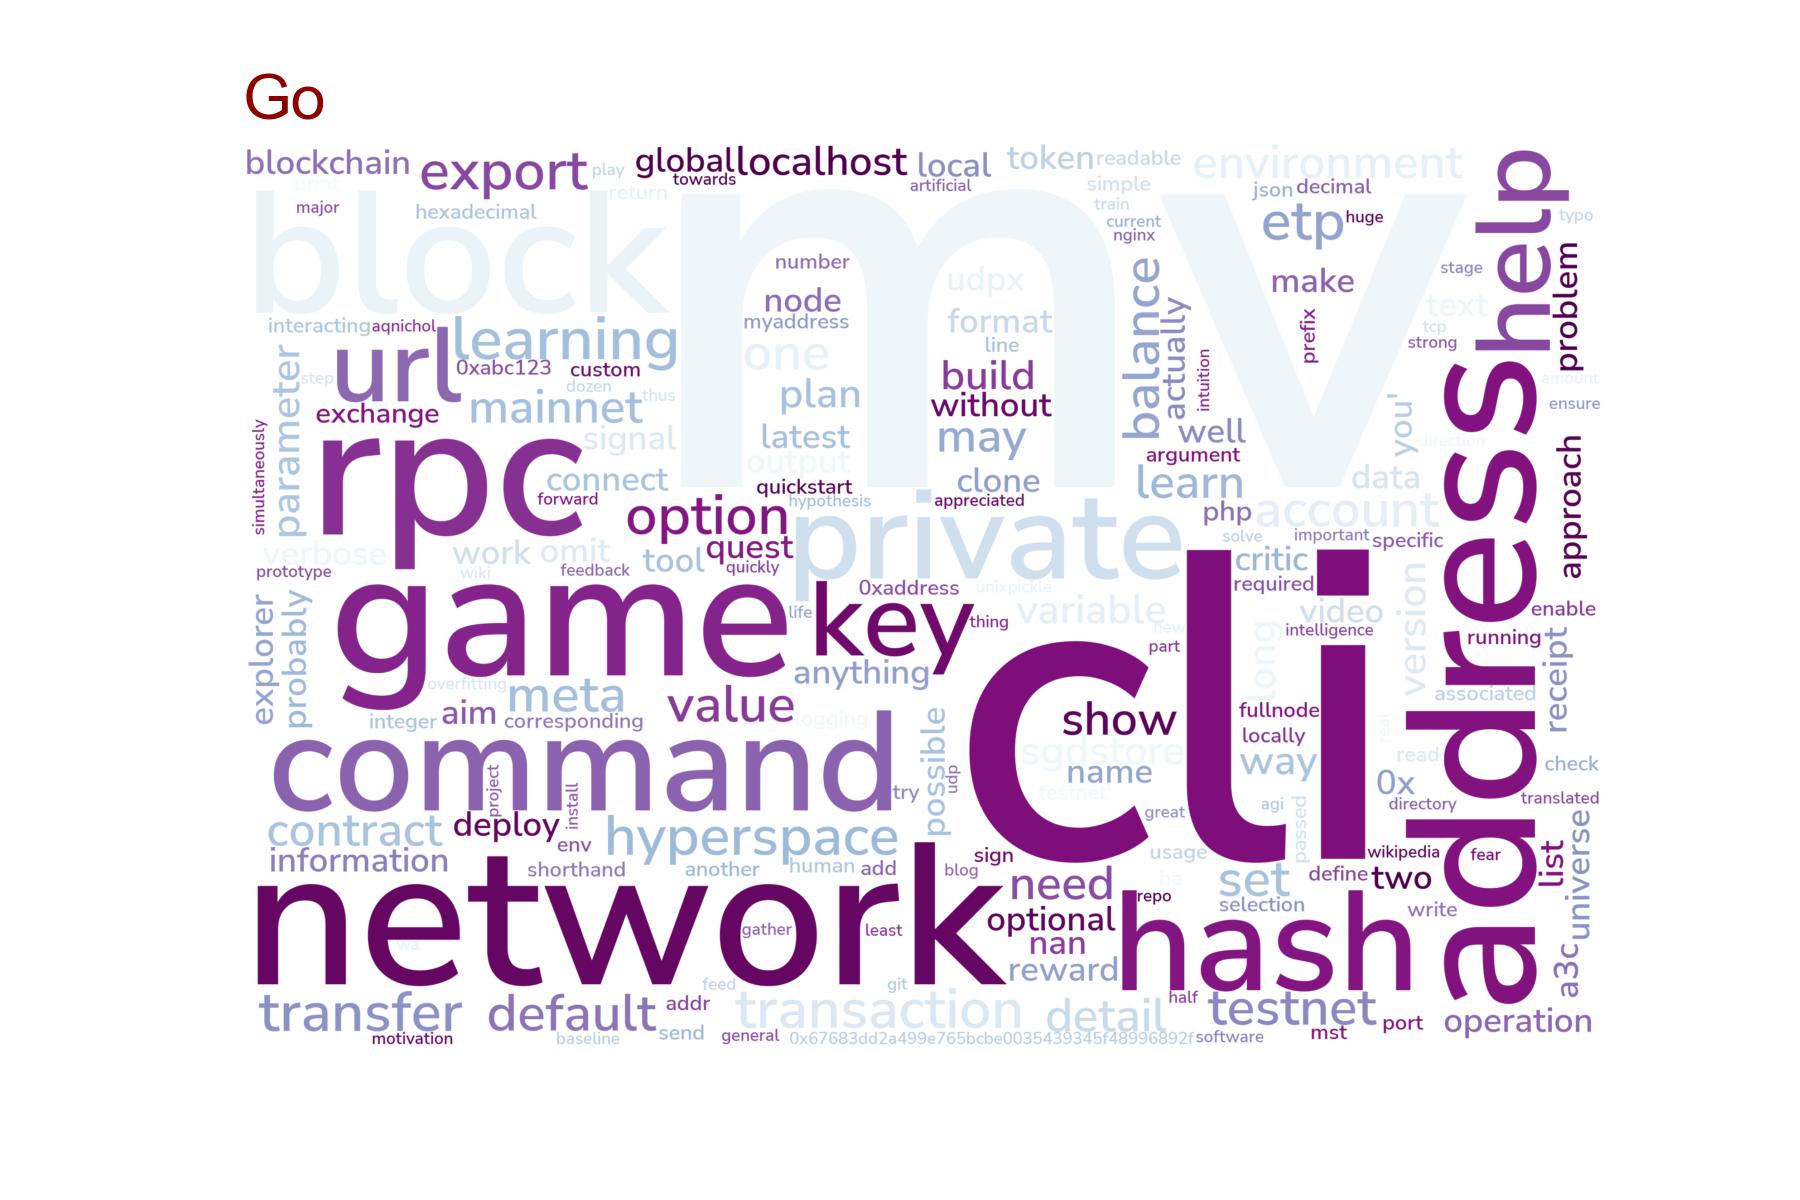 Go
blockchain export play global localhost local token readable environment
print return towards artificial simple json decimal help
major hexadecimal block mv train current nginx etp huge typo
number udpx balance make stage problem
node myaddress format actually prefix text
interacting aqnichol learning line tcp strong
url 0xabc123 custom one build intuition amount
parameter step dozen thus plan without you' ensure
exchange mainnet signal latest may well direction
simultaneously rpc connect output clone argument data approach
forward quickstart hypothesis appreciated learn address
option private php account
verbose work omit tool quest solve important specific
prototype wiki feedback quickly critic required
explorer probably game life key 0xaddress unixpickle variable video version enable
thing new intelligence running
overfitting meta anything part long receipt
integer aim corresponding value logging cli show fullnode associated
command possible sgdstore locally real
name way read check
project install try udp testnet 0x directory translated
contract deploy env hyperspace great agi passed universe
information shorthand another human add blog sign usage wikipedia fear list
network need ha set define two
gather least optional repo selection write
wa nan hash a3c
feed git reward
transfer default addr transaction detail half testnet port operation
motivation baseline send general 0x67683dd2a499e765bcbe0035439345f48996892f software mst